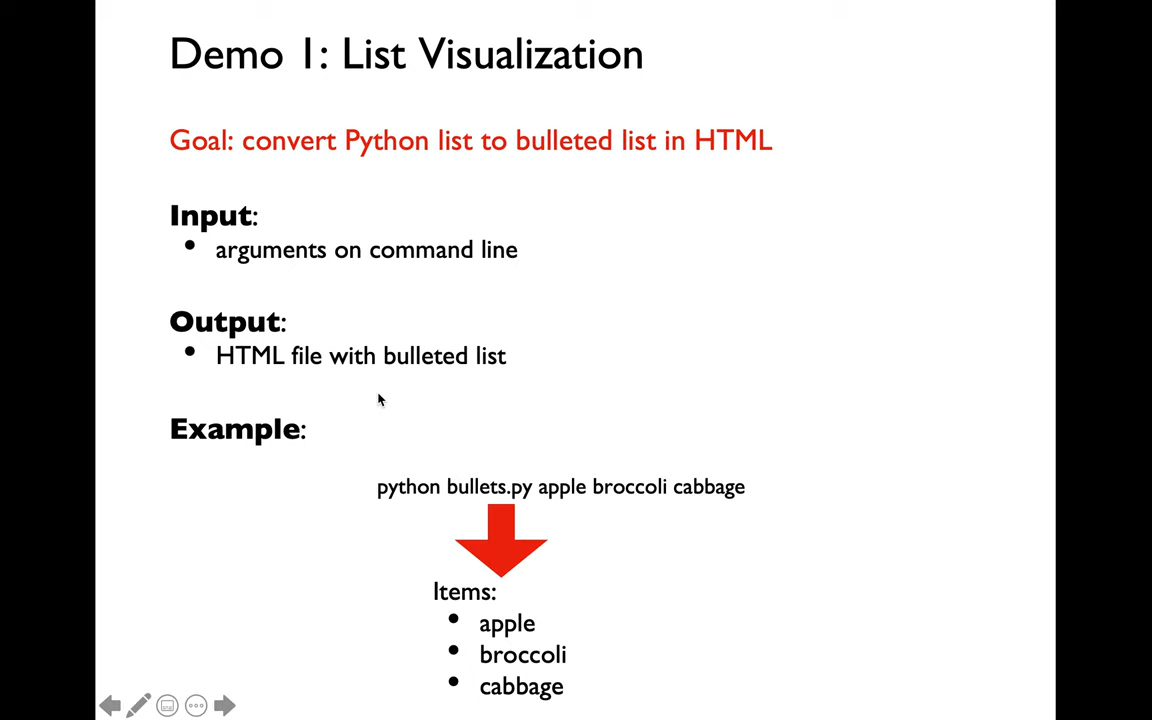 Demo 1: List Visualization
Goal: convert Python list to bulleted list in HTML
Input:
• arguments on command line
Output:
• HTML file with bulleted list
Example:
python bullets.py apple broccoli cabbage
Items:
• apple
• broccoli
• cabbage